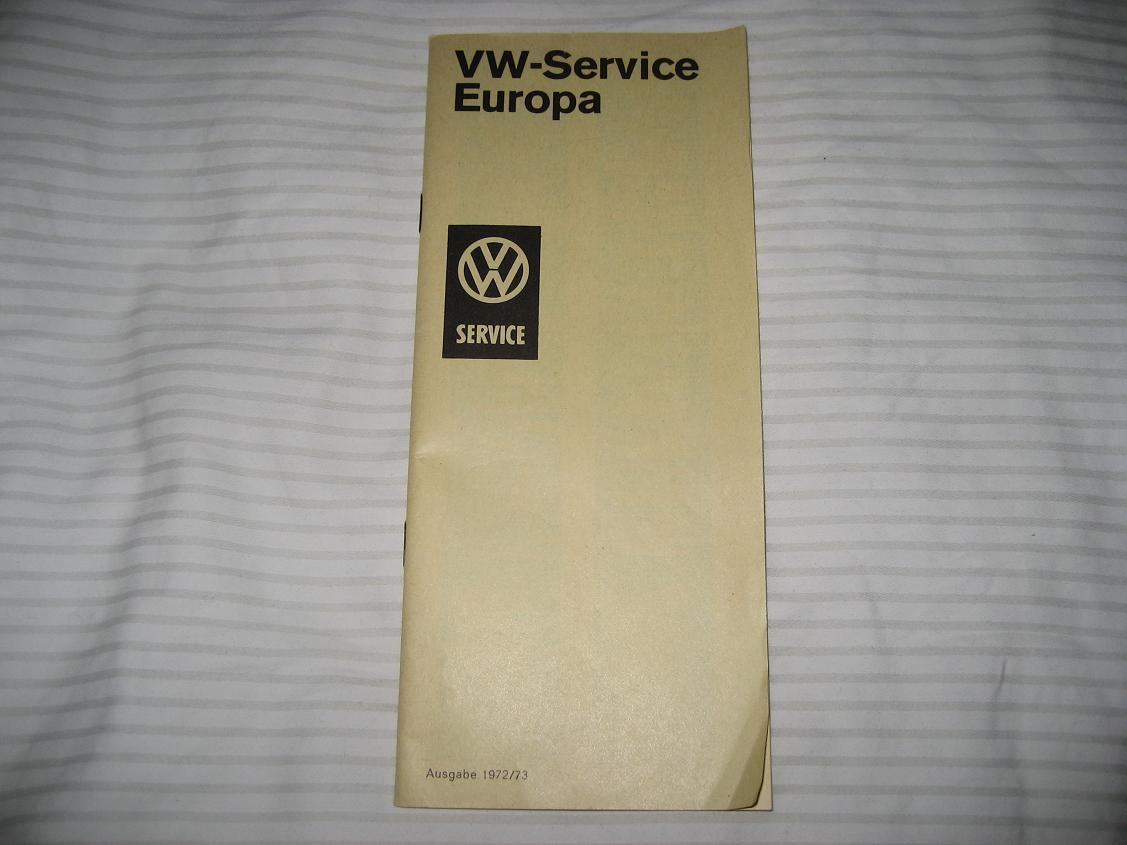 VW-Service
Europa
VW
SERVICE
Ausgabe 1972/73